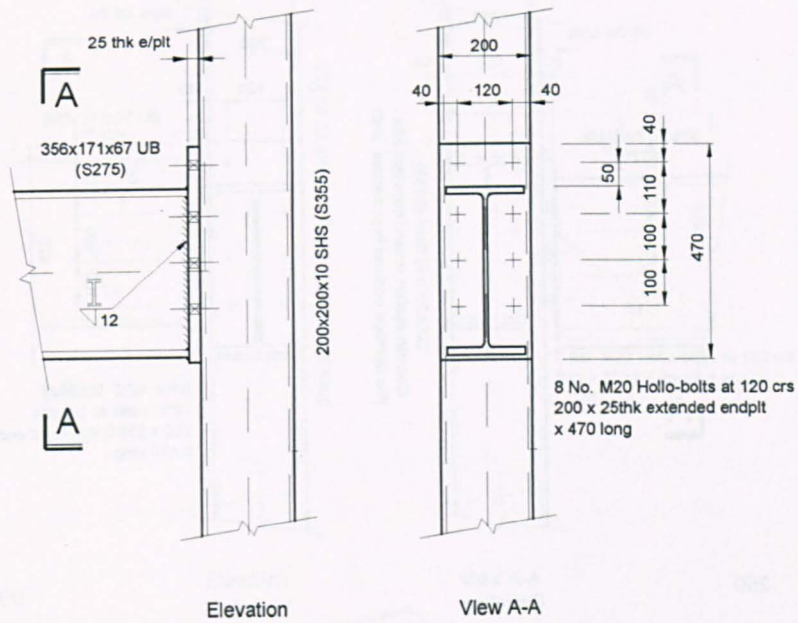 25 thk e/plt
A
356x171x67 UB
(S275)
12
A
200x200x10 SHS (S355)
Elevation
200
40
120
40
40
50
110
100
100
470
8 No. M20 Hollo-bolts at 120 crs
200 x 25thk extended endplt
x 470 long
View A-A